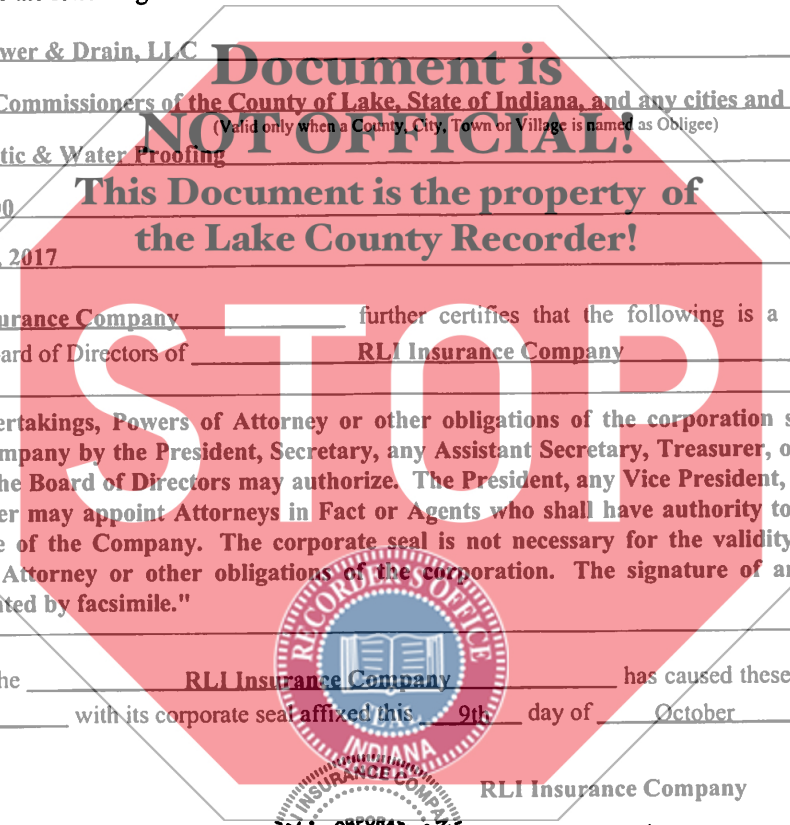 wer & Drain, LLC
Document is
Commissioners of the County of Lake, State of Indiana, and any cities and
NOT OFFICIAL!
(Valid only when a County, City, Town or Village is named as Obligee)
tic & Water Proofing
This Document is the property of
0
the Lake County Recorder!
, 2017
STOP
urance Company further certifies that the following is a
ard of Directors of RLI Insurance Company
ertakings, Powers of Attorney or other obligations of the corporation s
mpany by the President, Secretary, any Assistant Secretary, Treasurer, o
he Board of Directors may authorize. The President, any Vice President,
er may appoint Attorneys in Fact or Agents who shall have authority to
e of the Company. The corporate seal is not necessary for the validity
Attorney or other obligations of the corporation. The signature of an
ted by facsimile."
RECORDER'S OFFICE
SEAL
INDIANA
he RLI Insurance Company has caused these
with its corporate seal affixed this 9th day of October
INSURANCE COMPA
RLI Insurance Company